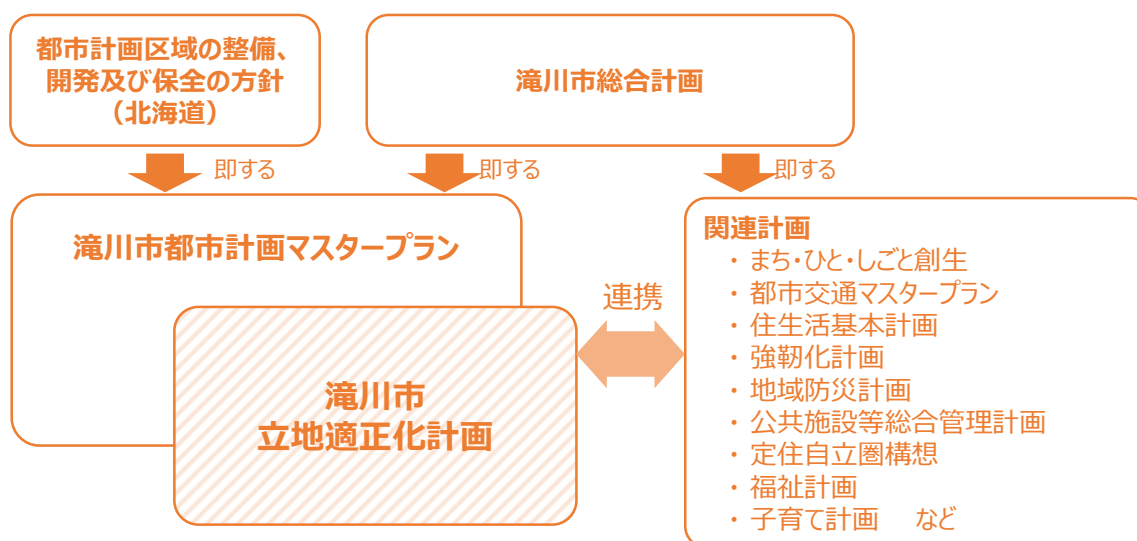 都市計画区域の整備、
開発及び保全の方針
（北海道）
滝川市総合計画
即する
即する
即する
滝川市都市計画マスタープラン
滝川市
立地適正化計画
連携
関連計画
・ まち・ひと・しごと創生
・ 都市交通マスタープラン
・ 住生活基本計画
・ 強靭化計画
・ 地域防災計画
・ 公共施設等総合管理計画
・ 定住自立圏構想
・ 福祉計画
・ 子育て計画　など